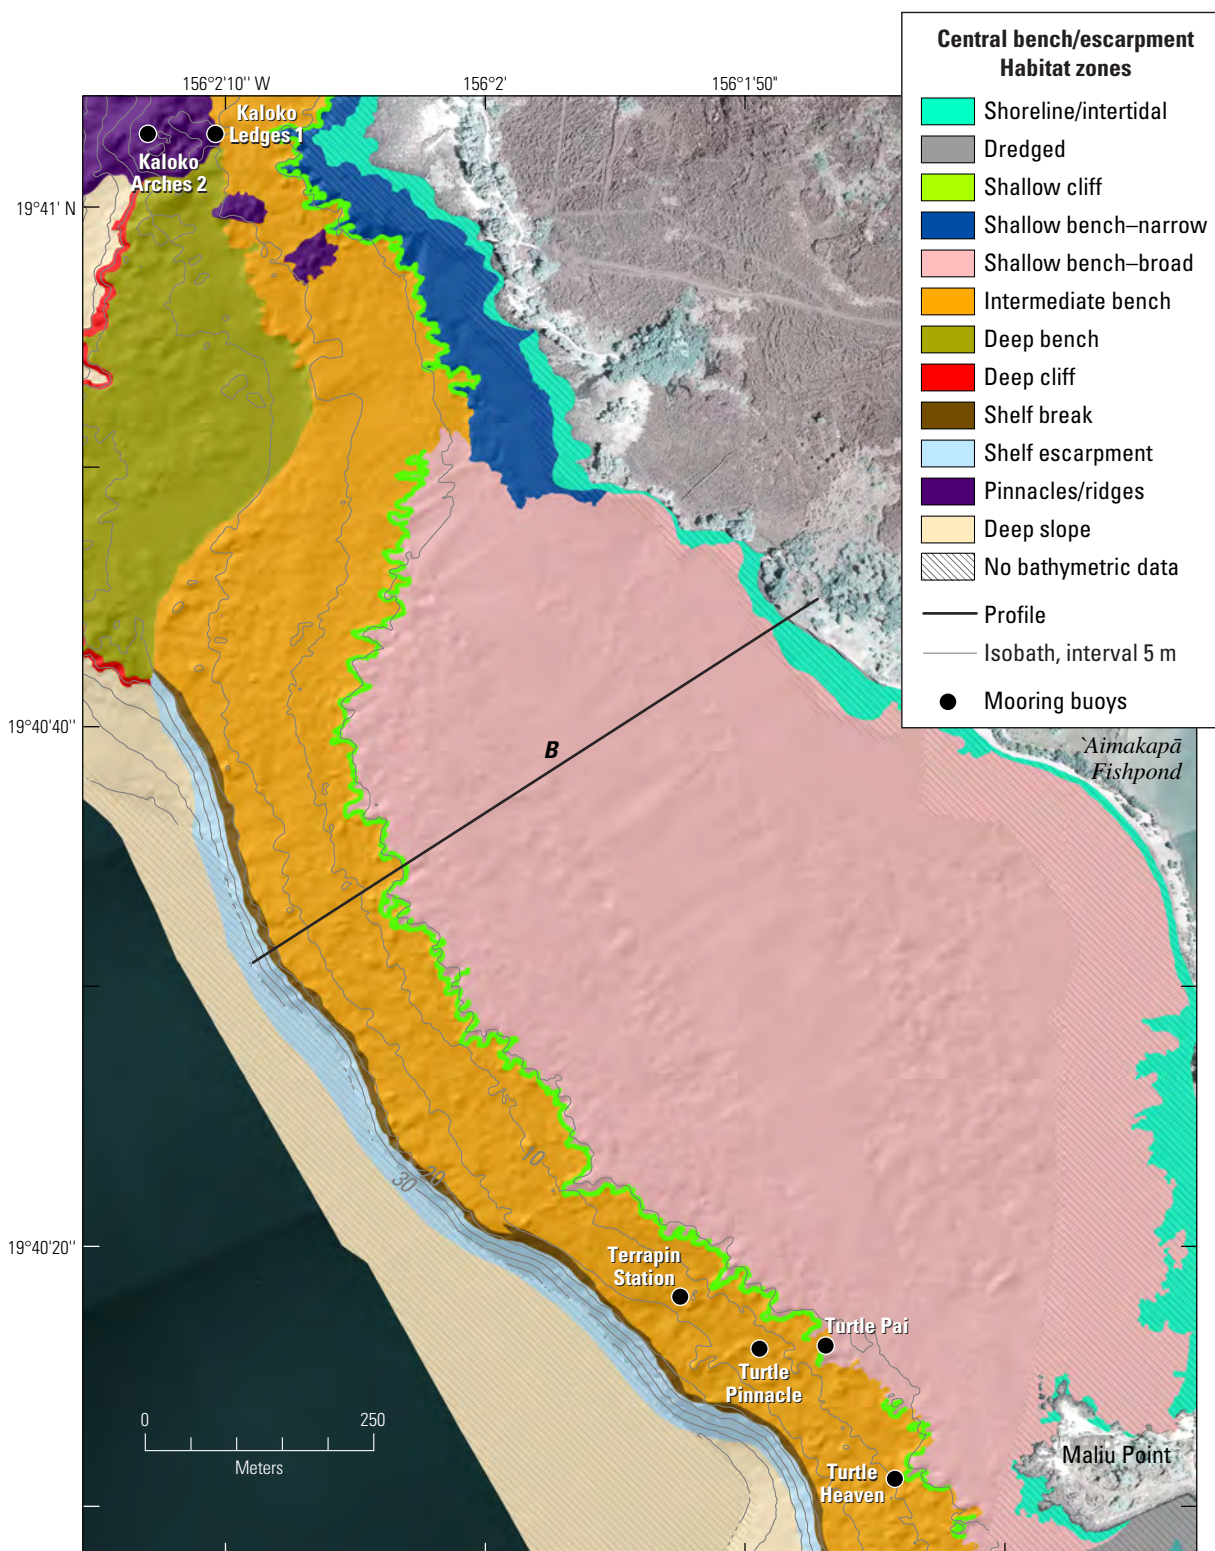 Central bench/escarpment
Habitat zones
Shoreline/intertidal
Dredged
Shallow cliff
Shallow bench–narrow
Shallow bench–broad
Intermediate bench
Deep bench
Deep cliff
Shelf break
Shelf escarpment
Pinnacles/ridges
Deep slope
No bathymetric data
Profile
Isobath, interval 5 m
Mooring buoys
156°2'10'' W
156°2'
156°1'50''
Kaloko
Ledges 1
Kaloko
Arches 2
19°41' N
19°40'40''
`Aimakapā
Fishpond
B
10
20
30
19°40'20''
Terrapin
Station
Turtle Pai
Turtle
Pinnacle
0 250
Meters
Maliu Point
Turtle
Heaven